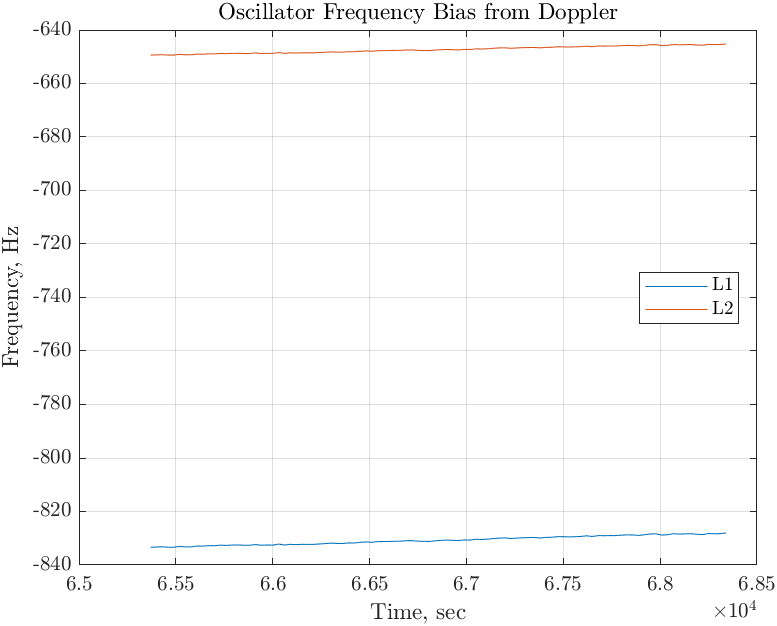 Oscillator Frequency Bias from Doppler
-640
-660
-680
-700
-720
-740
-760
-780
-800
-820
-840
Frequency, Hz
L1
L2
6.5 6.55 6.6 6.65 6.7 6.75 6.8 6.85
Time, sec
×10⁴